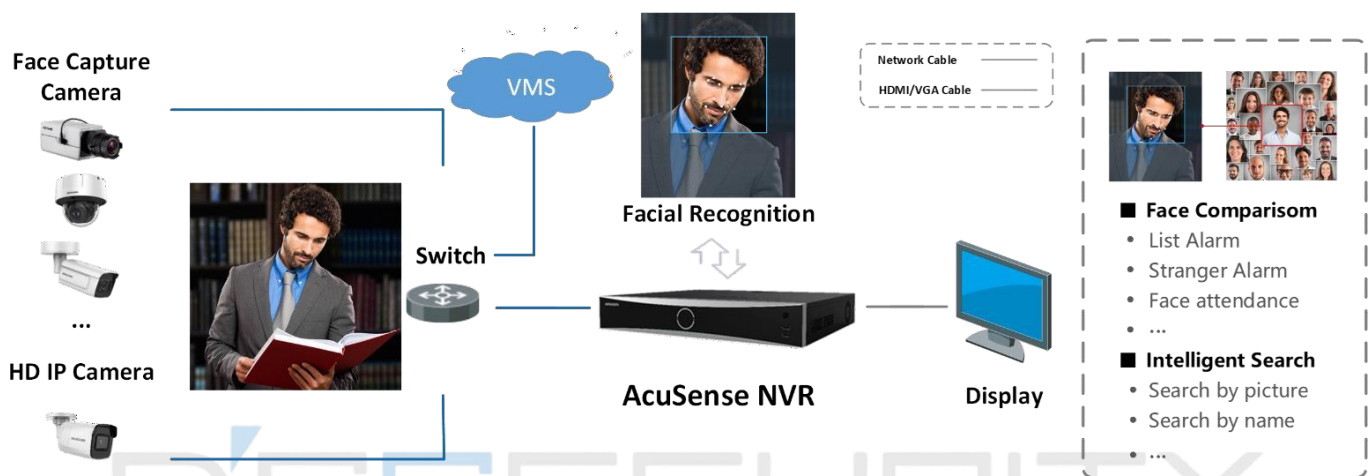 Face Capture
Camera
...
HD IP Camera
VMS
Switch
Facial Recognition
AcuSense NVR
Display
Network Cable
HDMI/VGA Cable
■ Face Comparisom
• List Alarm
• Stranger Alarm
• Face attendance
• ...
■ Intelligent Search
• Search by picture
• Search by name
• ...